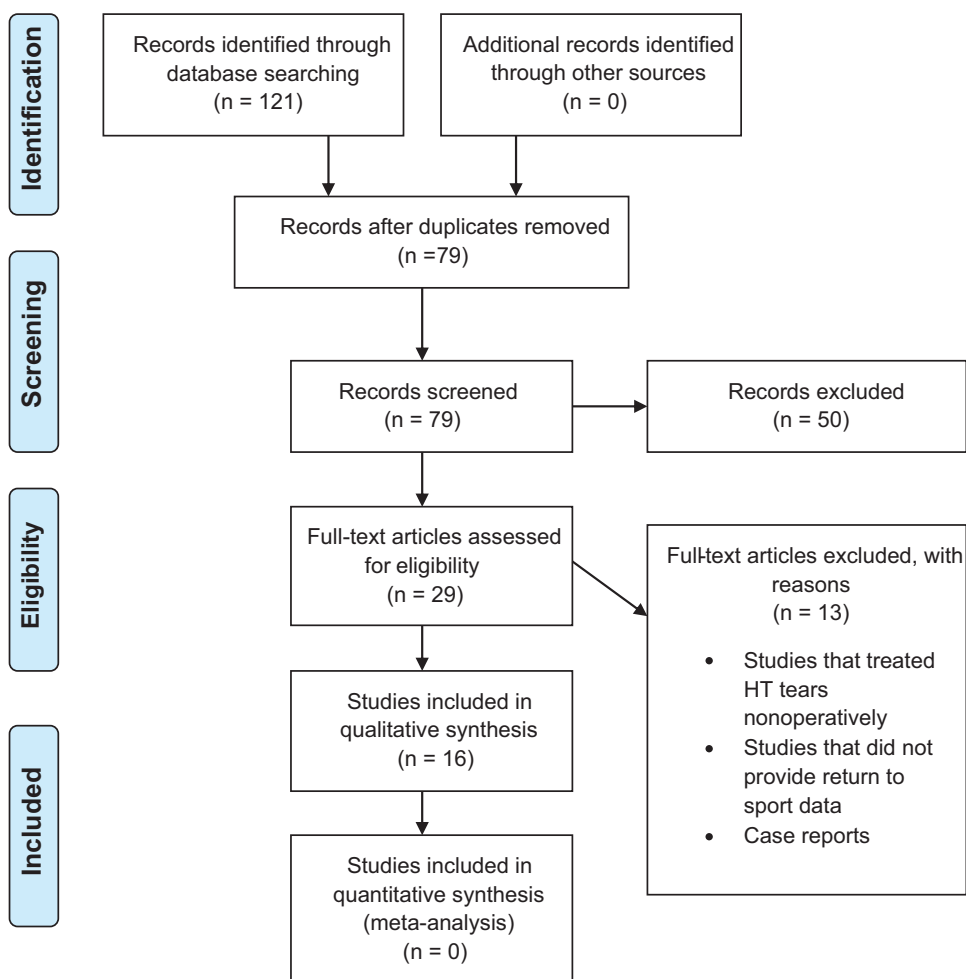 Identification
Records identified through
database searching
(n = 121)
Additional records identified
through other sources
(n = 0)
Records after duplicates removed
(n =79)
Screening
Records screened
(n = 79)
Records excluded
(n = 50)
Eligibility
Full-text articles assessed
for eligibility
(n = 29)
Full-text articles excluded, with
reasons
(n = 13)
• Studies that treated
HT tears
nonoperatively
• Studies that did not
provide return to
sport data
• Case reports
Included
Studies included in
qualitative synthesis
(n = 16)
Studies included in
quantitative synthesis
(meta-analysis)
(n = 0)